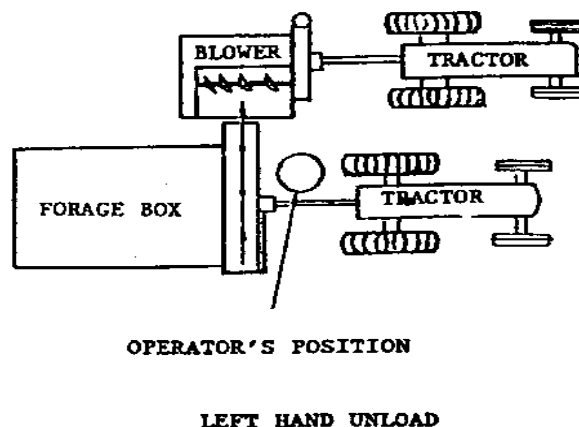 BLOWER
TRACTOR
FORAGE BOX
TRACTOR
OPERATOR'S POSITION
LEFT HAND UNLOAD